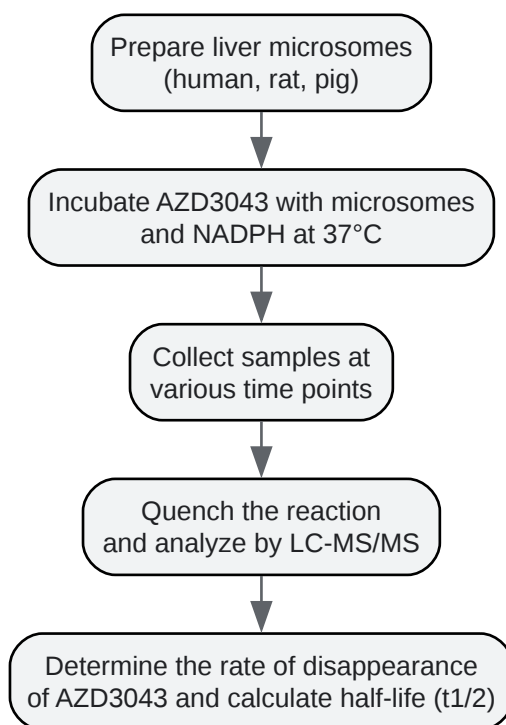 Prepare liver microsomes
(human, rat, pig)
Incubate AZD3043 with microsomes
and NADPH at 37°C
Collect samples at
various time points
Quench the reaction
and analyze by LC-MS/MS
Determine the rate of disappearance
of AZD3043 and calculate half-life (t1/2)